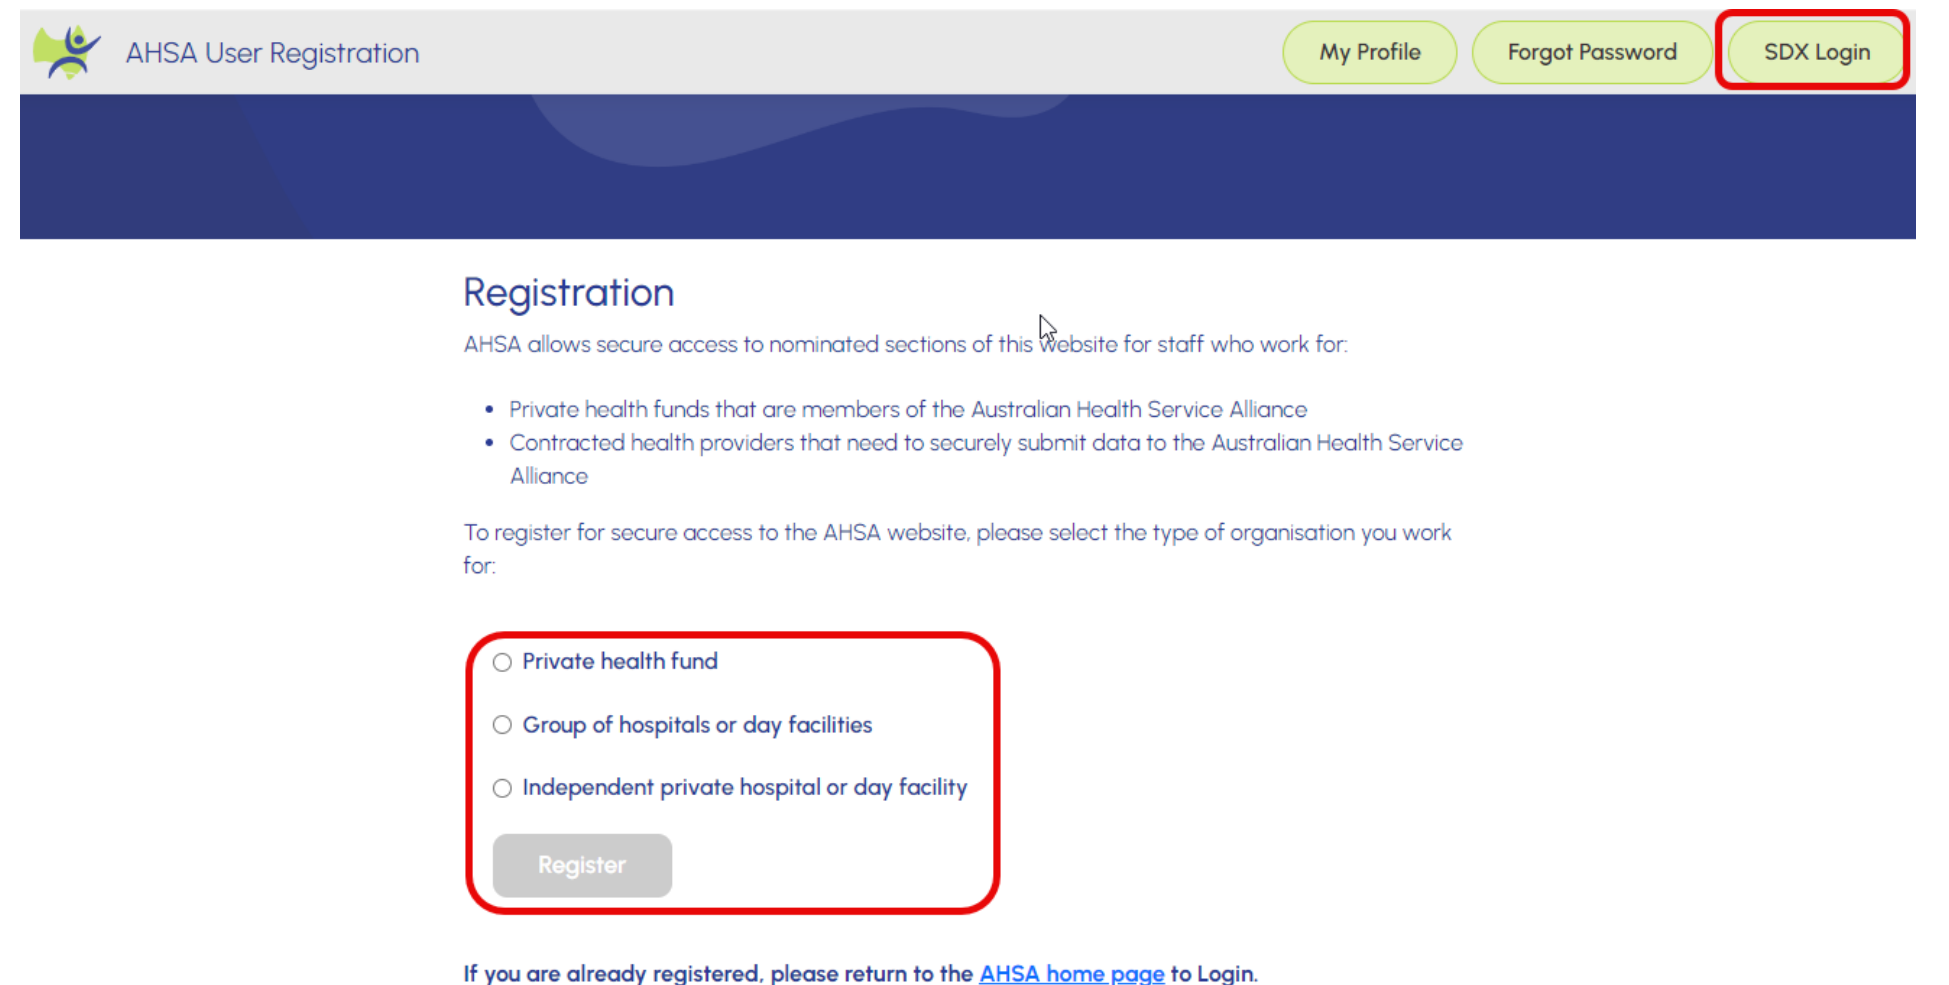 AHSA User Registration
My Profile
Forgot Password
SDX Login
Registration
AHSA allows secure access to nominated sections of this website for staff who work for:
Private health funds that are members of the Australian Health Service Alliance
Contracted health providers that need to securely submit data to the Australian Health Service
Alliance
To register for secure access to the AHSA website, please select the type of organisation you work
for:
Private health fund
Group of hospitals or day facilities
Independent private hospital or day facility
Register
If you are already registered, please return to the AHSA home page to Login.